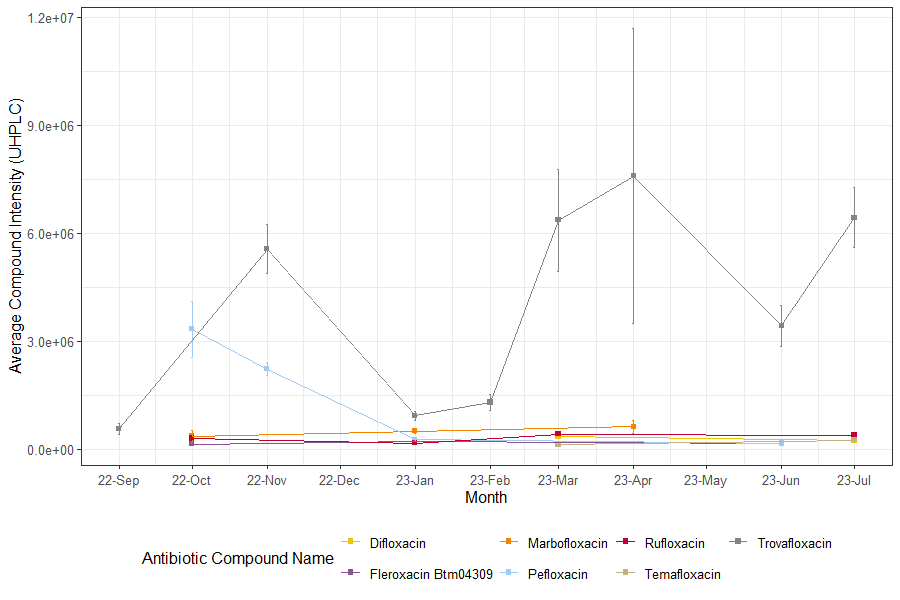 1.2e+07
9.0e+06
6.0e+06
3.0e+06
0.0e+00
Average Compound Intensity (UHPLC)
22-Sep 22-Oct 22-Nov 22-Dec 23-Jan 23-Feb 23-Mar 23-Apr 23-May 23-Jun 23-Jul
Month
Antibiotic Compound Name
Difloxacin Marbofloxacin Rufloxacin Trovafloxacin
Fleroxacin Btm04309 Pefloxacin Temafloxacin